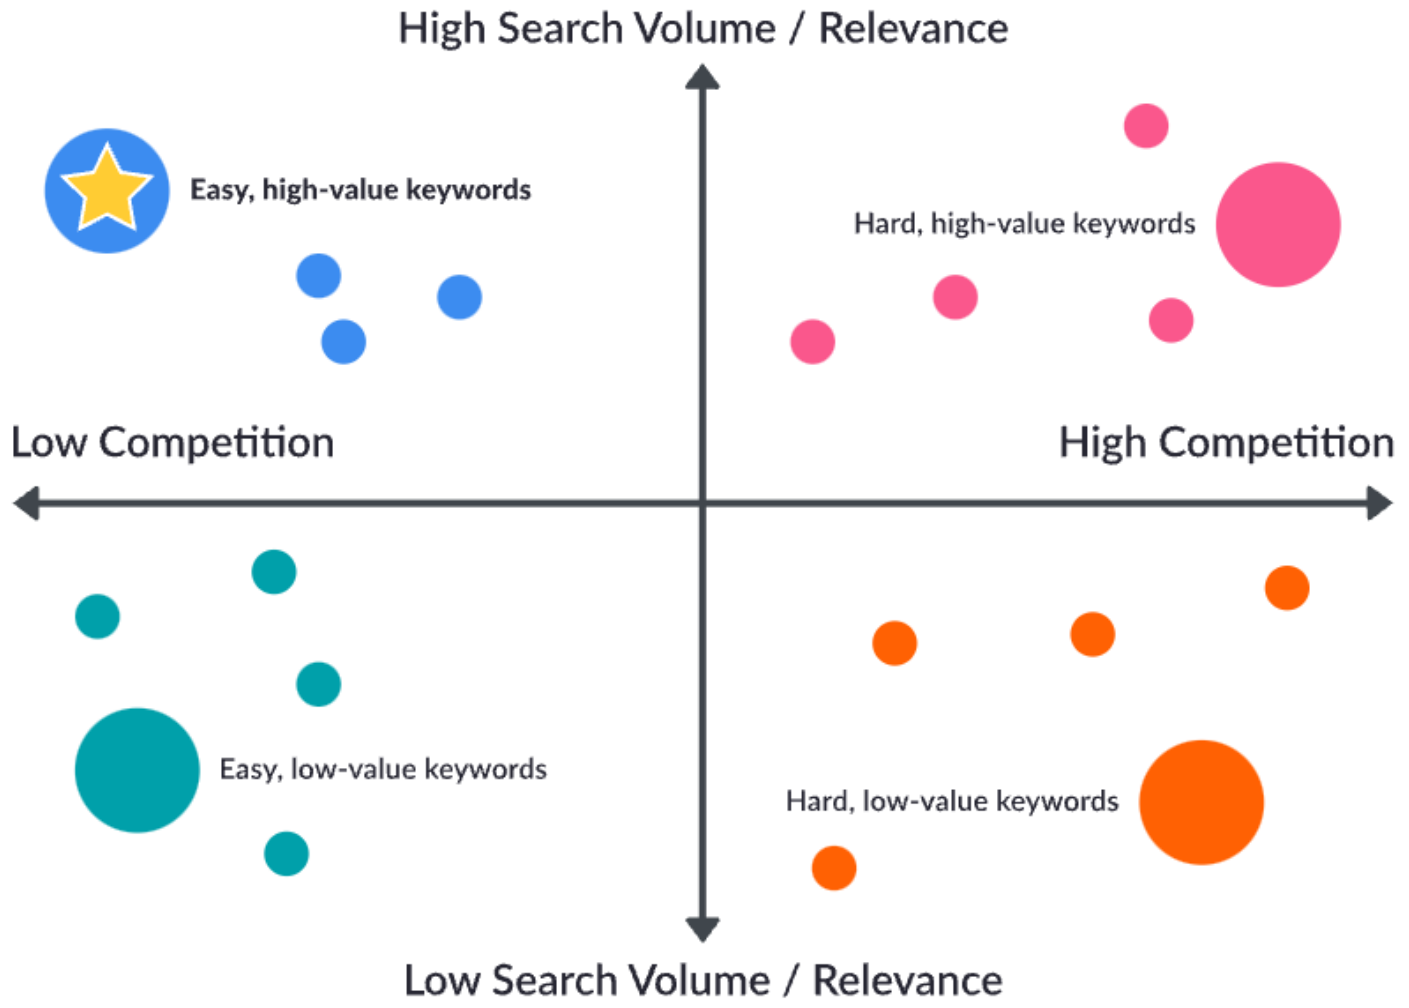 High Search Volume / Relevance
Easy, high-value keywords
Hard, high-value keywords
Low Competition
High Competition
Easy, low-value keywords
Hard, low-value keywords
Low Search Volume / Relevance